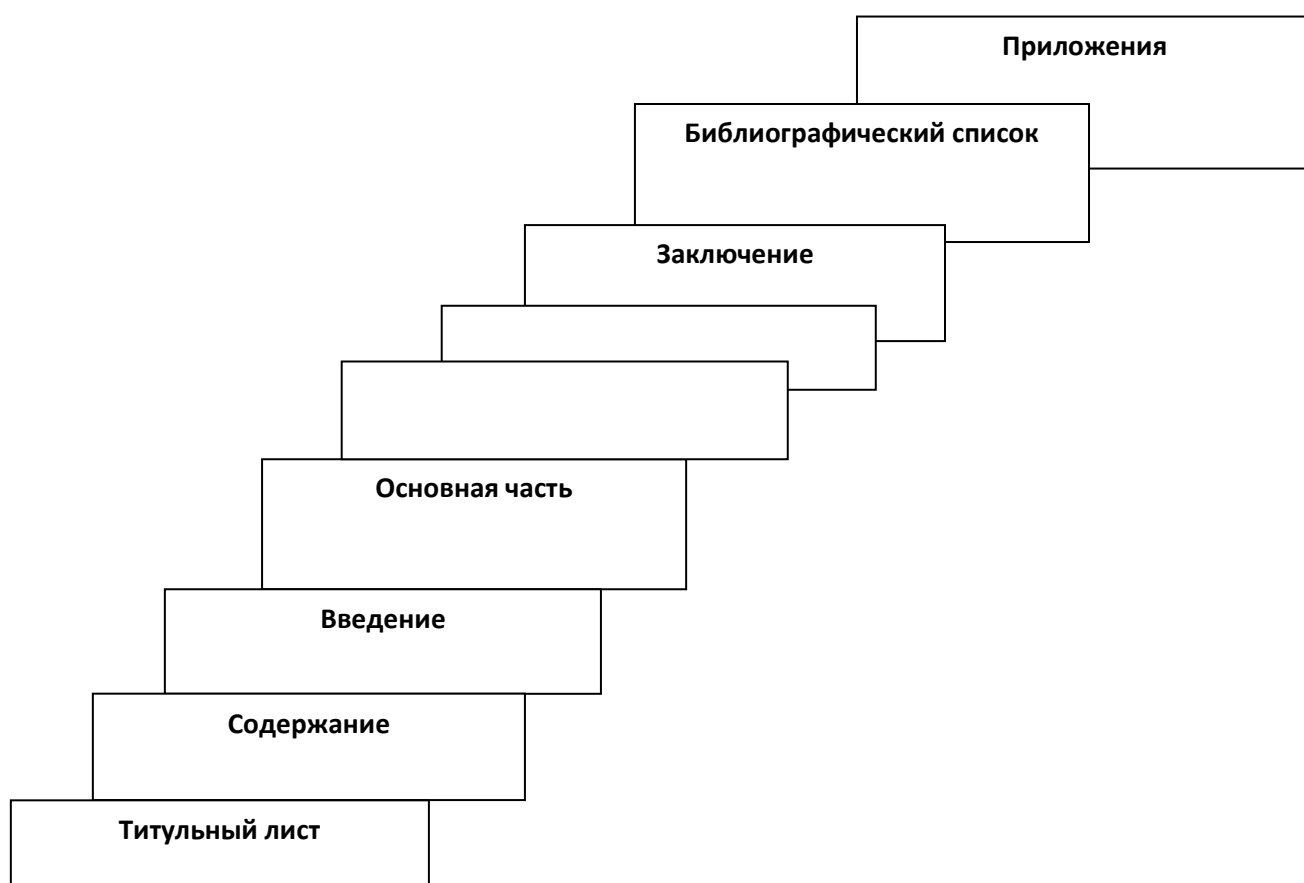 Приложения
Библиографический список
Заключение
Основная часть
Введение
Содержание
Титульный лист